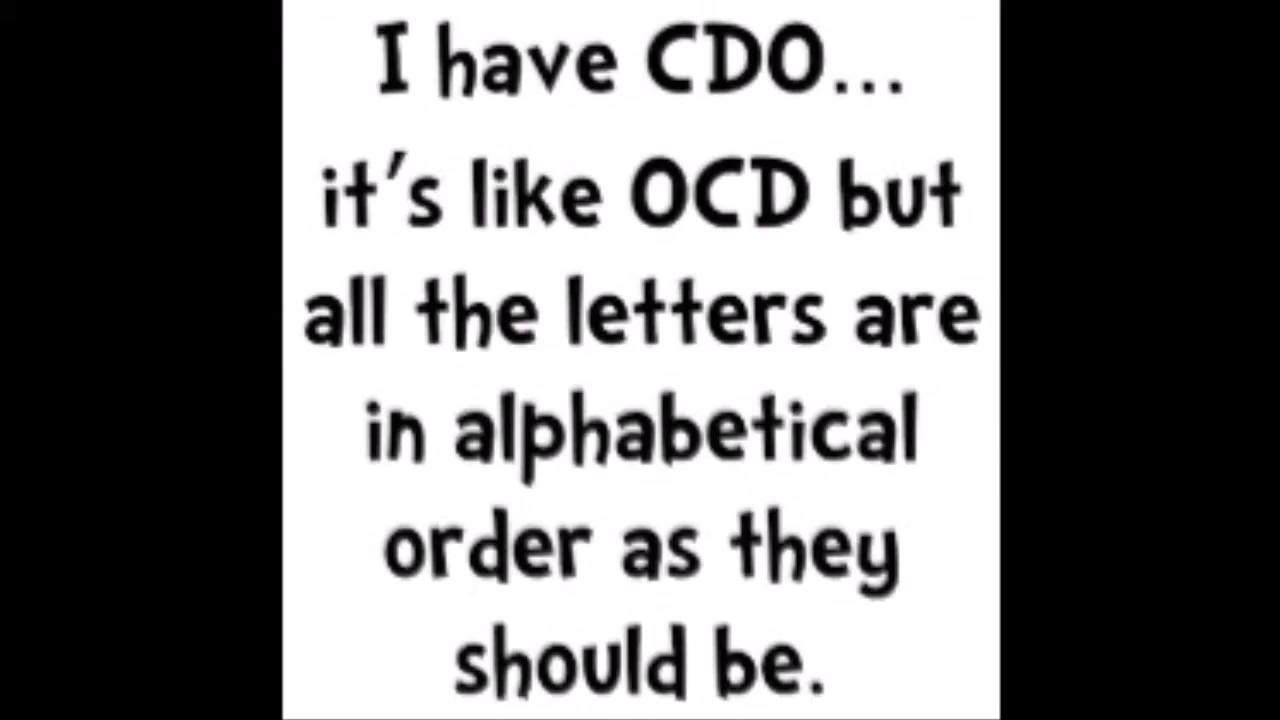 I have CDO...
it's like OCD but
all the letters are
in alphabetical
order as they
should be.